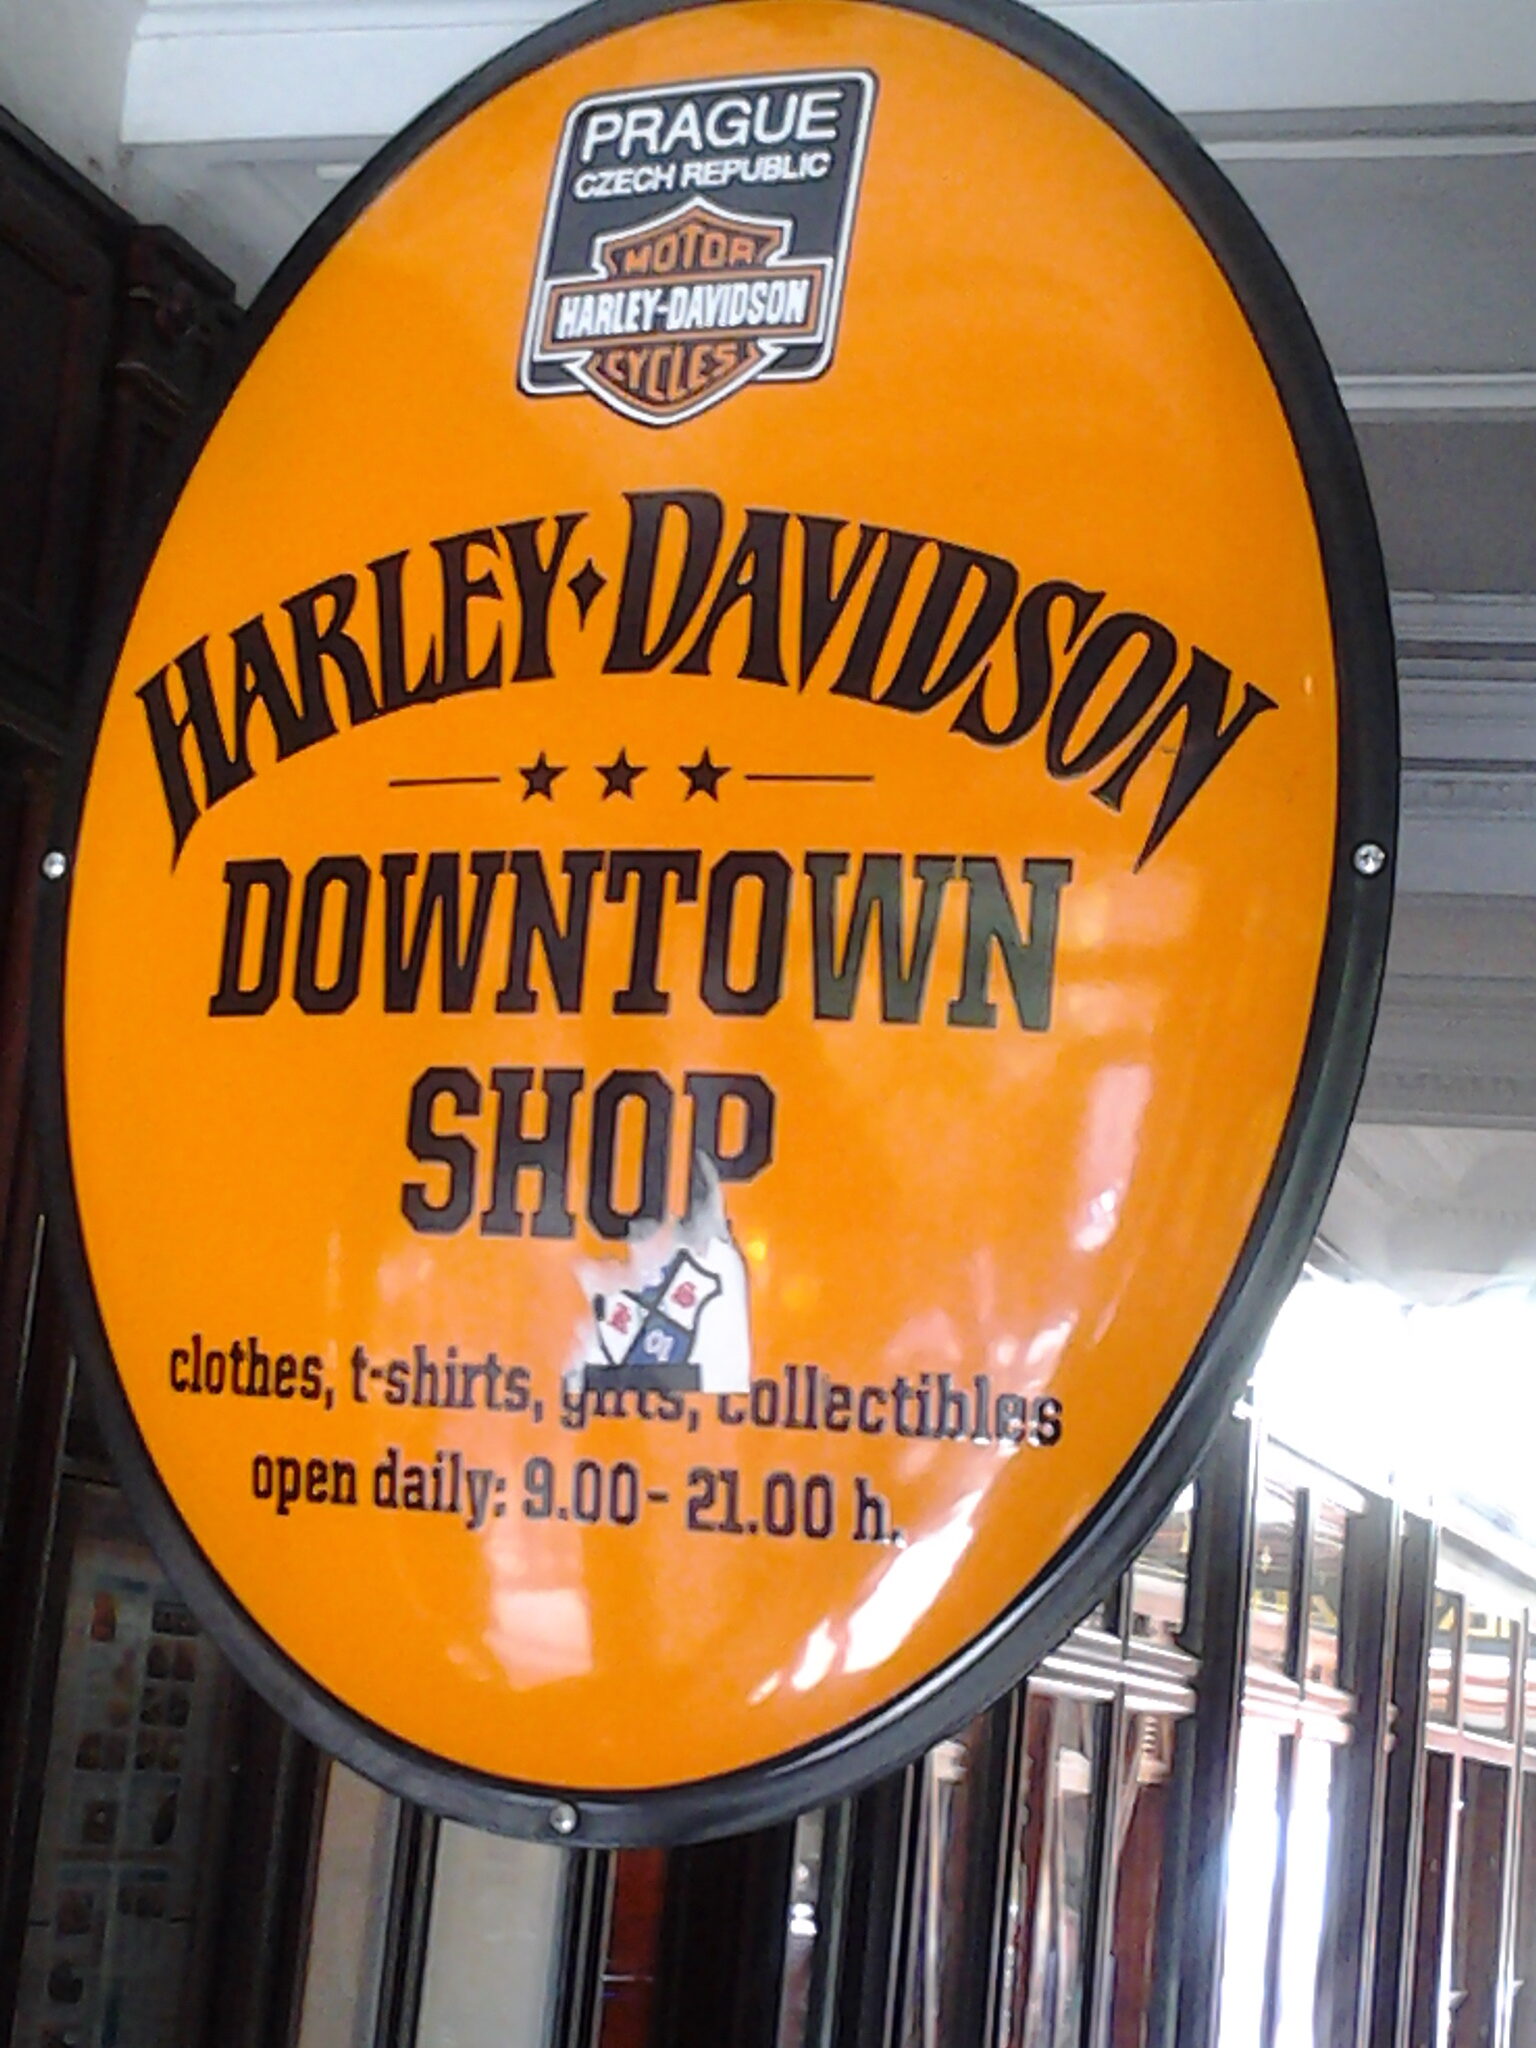 PRAGUE
CZECH REPUBLIC
MOTOR
HARLEY-DAVIDSON
CYCLES
HARLEY·DAVIDSON
DOWNTOWN
SHOP
clothes, t-shirts, gifts, collectibles
open daily: 9.00- 21.00 h.